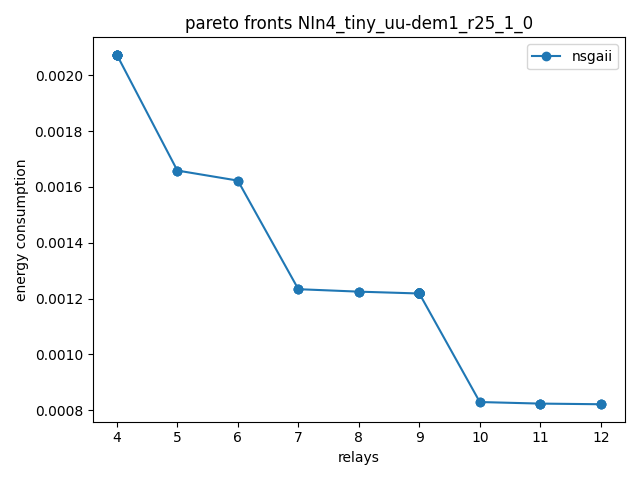 pareto fronts NIn4_tiny_uu-dem1_r25_1_0
nsgaii
0.0020
0.0018
0.0016
0.0014
0.0012
0.0010
0.0008
energy consumption
4 5 6 7 8 9 10 11 12
relays